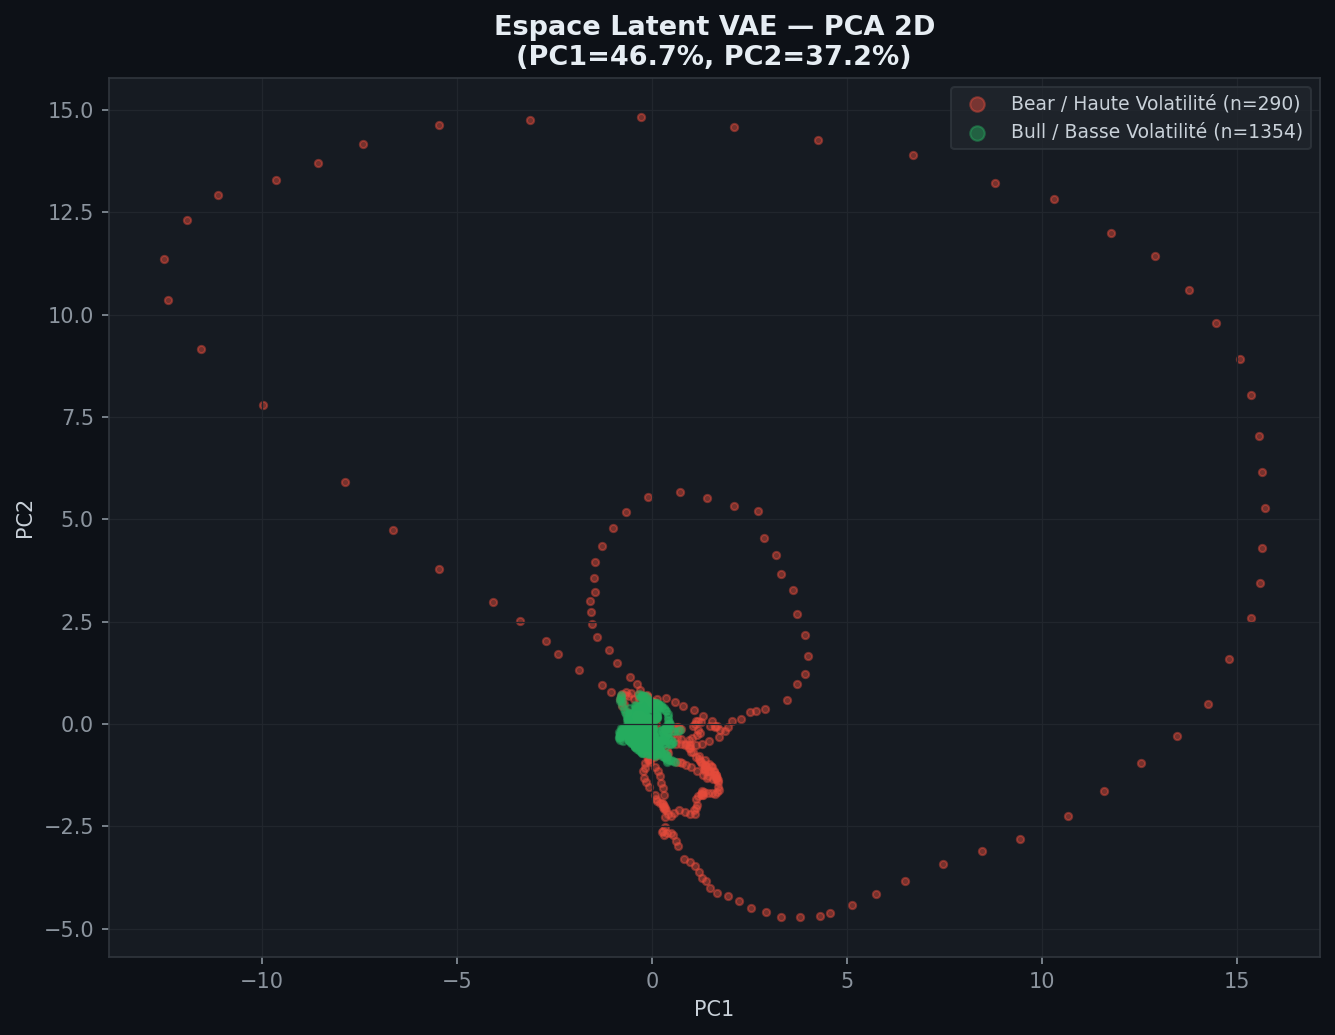 Espace Latent VAE — PCA 2D
(PC1=46.7%, PC2=37.2%)
Bear / Haute Volatilité (n=290)
Bull / Basse Volatilité (n=1354)
15.0
12.5
10.0
7.5
5.0
2.5
0.0
−2.5
−5.0
PC2
−10
−5
0
5
10
15
PC1